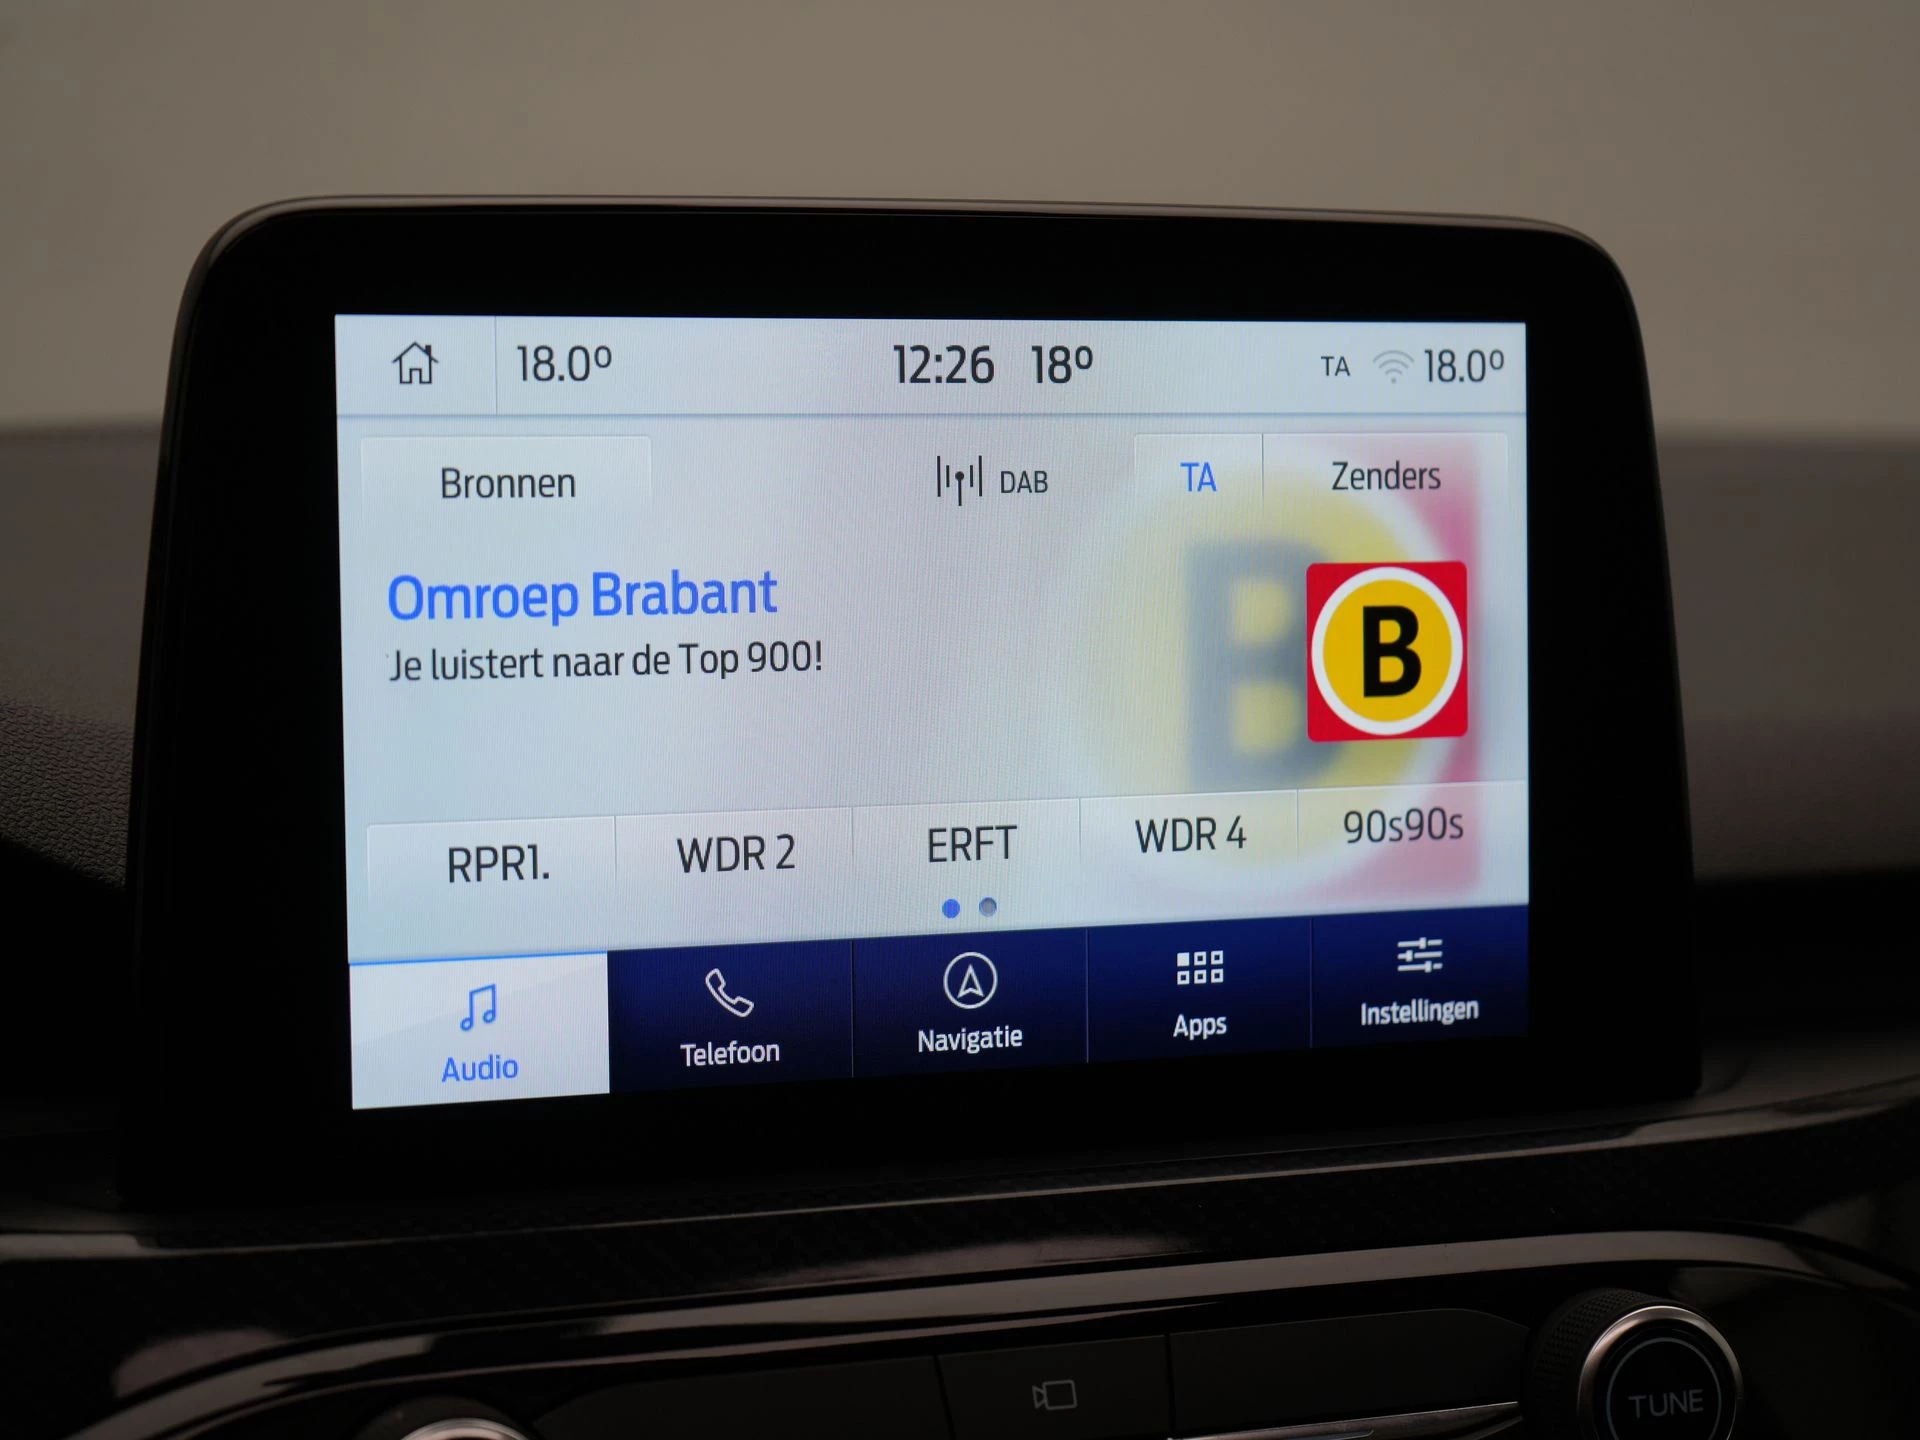 18.0º 12:26 18º TA 18.0º
Bronnen DAB TA Zenders
Omroep Brabant
Je luistert naar de Top 900!
B
B
RPR1. WDR 2 ERFT WDR 4 90s90s
Audio Telefoon Navigatie Apps Instellingen
TUNE